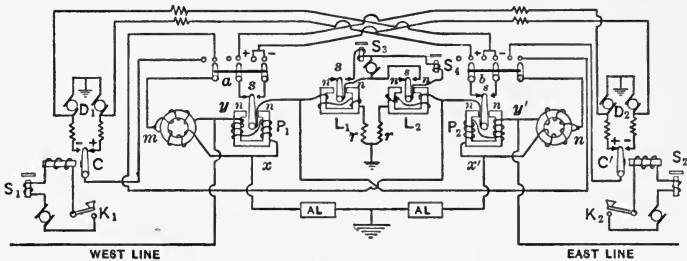 + -
+ -
S3
S4
a
b
s
s
s
s
n
n
n
n
D1
D2
y
n
n
P1
L1
L2
P2
n
n
y'
m
n
r
r
- +
- +
C
C'
x
x'
S1
S2
K1
K2
AL
AL
WEST LINE
EAST LINE